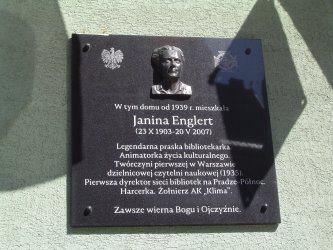 W tym domu od 1939 r. mieszkała
Janina Englert
(23 X 1903-20 V 2007)
Legendarna praska bibliotekarka
Animatorka życia kulturalnego.
Twórczyni pierwszej w Warszawie
dzielnicowej czytelni naukowej (1935).
Pierwsza dyrektor sieci bibliotek na Pradze-Północ.
Harcerka. Żołnierz AK „Klima”.
Zawsze wierna Bogu i Ojczyźnie.